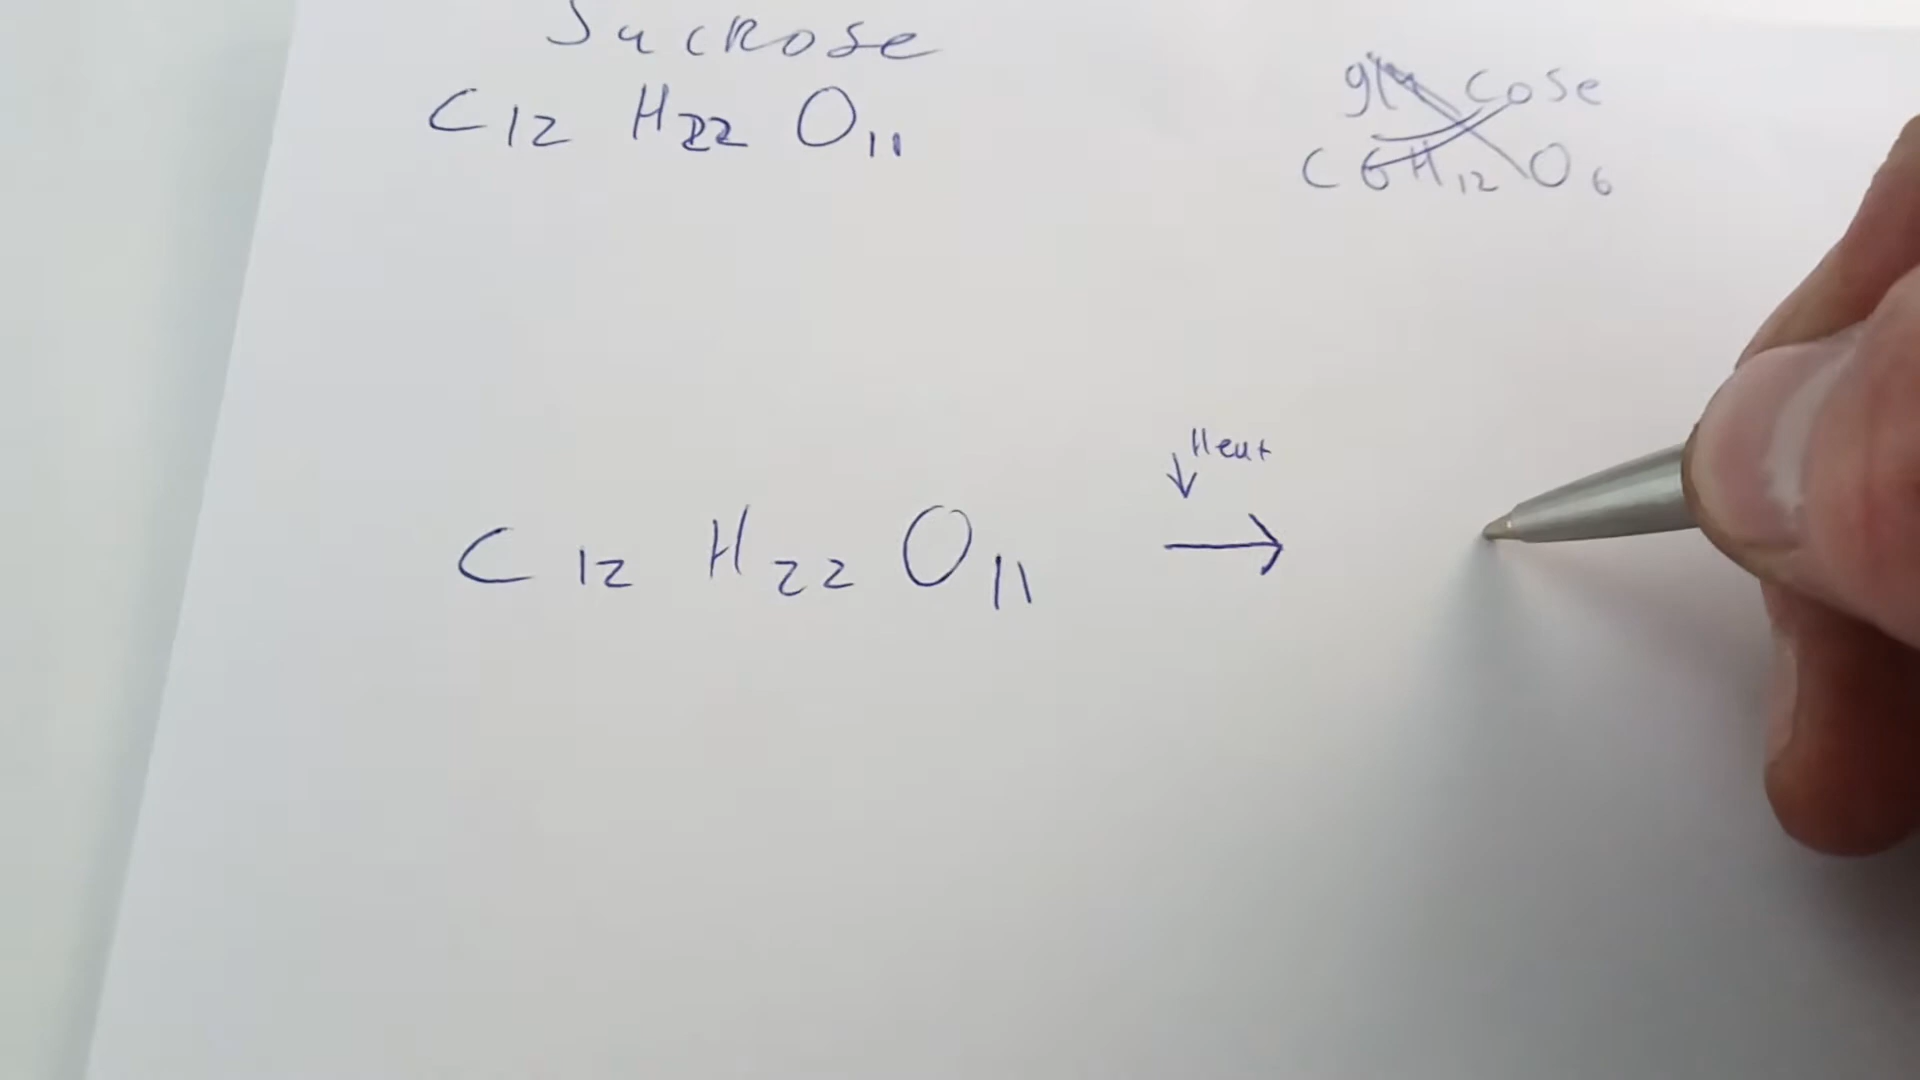 Sucrose
C12 H22 O11
glucose
C6H12O6
Heat
C12 H22 O11 →